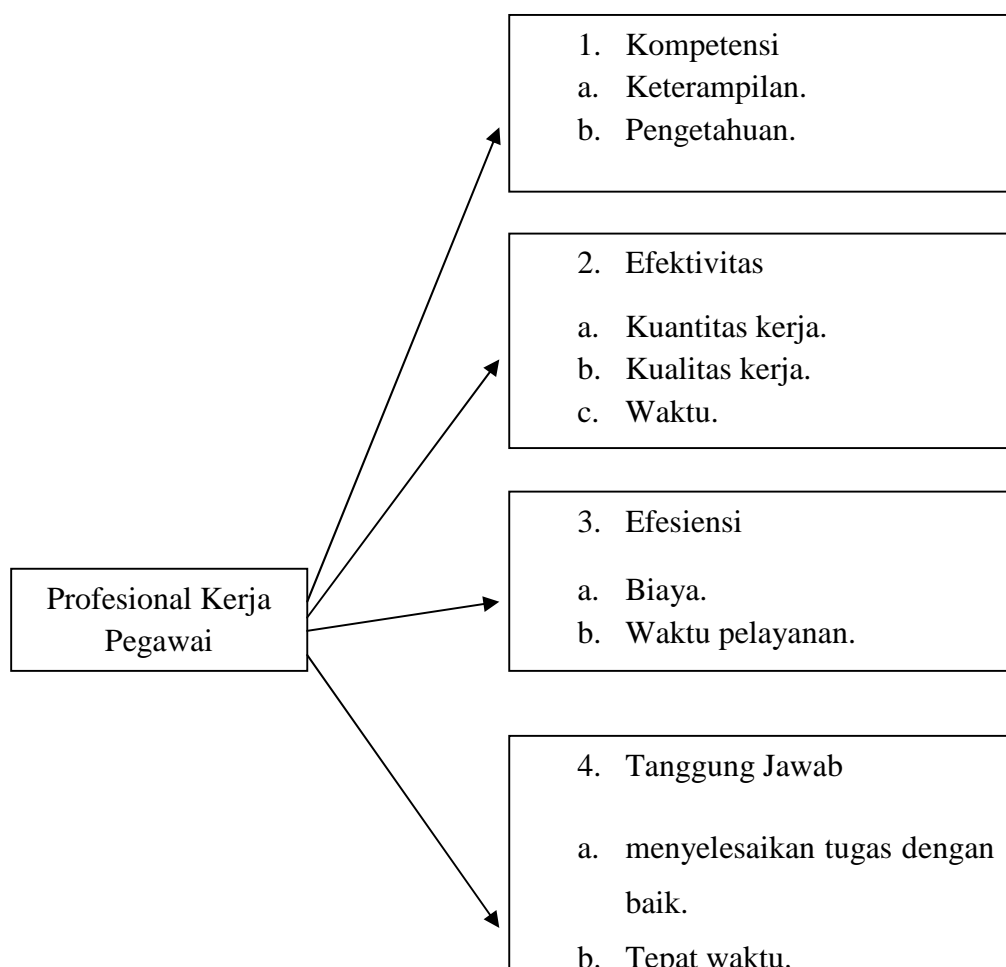 1. Kompetensi
a. Keterampilan.
b. Pengetahuan.
2. Efektivitas
a. Kuantitas kerja.
b. Kualitas kerja.
c. Waktu.
3. Efesiensi
a. Biaya.
b. Waktu pelayanan.
Profesional Kerja
Pegawai
4. Tanggung Jawab
a. menyelesaikan tugas dengan
baik.
b. Tepat waktu.